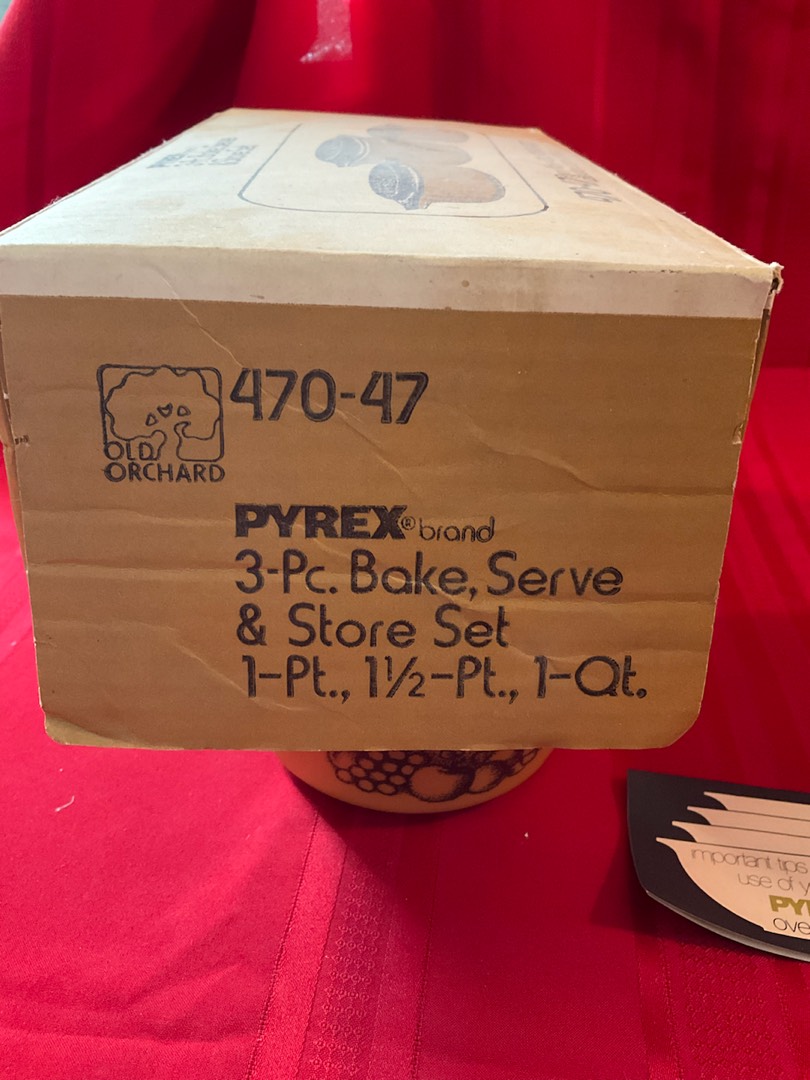 PYREX
OLD
ORCHARD
470-47
PYREX® brand
3-Pc. Bake, Serve
& Store Set
1-Pt., 1½-Pt., 1-Qt.
important tips
use of y
PY
ove